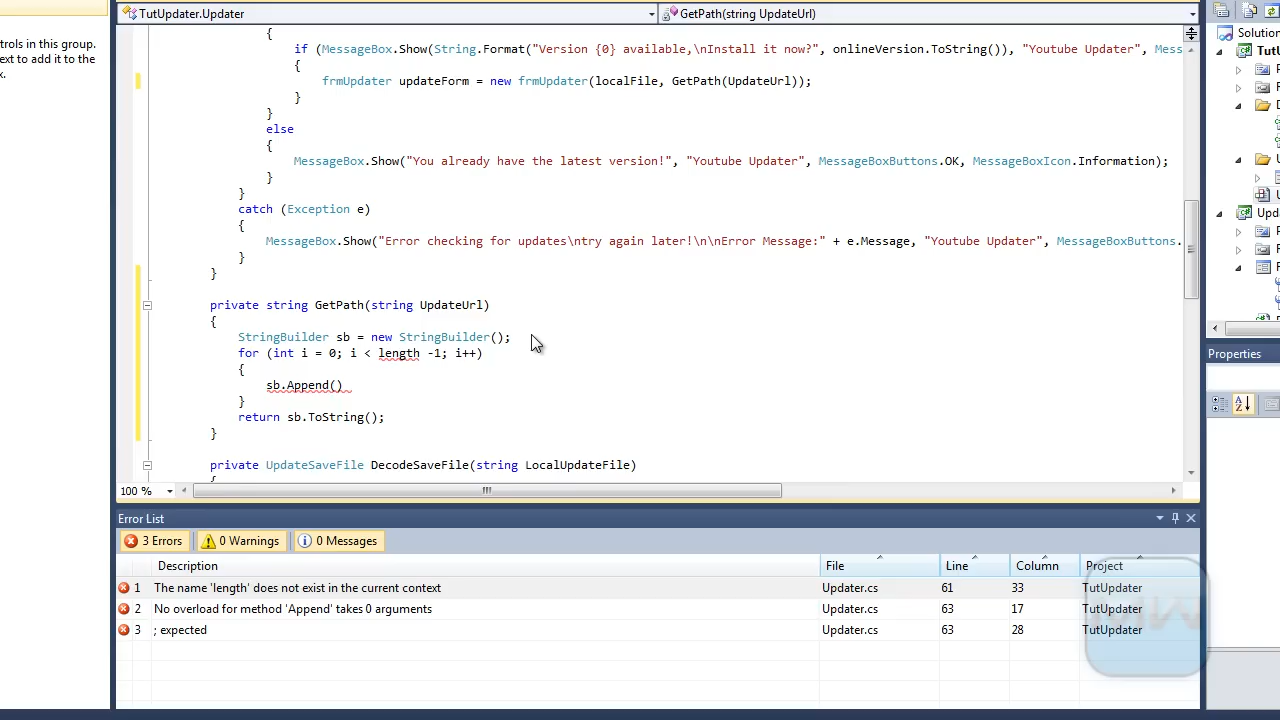 TutUpdater.Updater
GetPath(string UpdateUrl)
trols in this group.
ext to add it to the
x.
{
if (MessageBox.Show(String.Format("Version {0} available,\nInstall it now?", onlineVersion.ToString()), "Youtube Updater", Mess
{
frmUpdater updateForm = new frmUpdater(localFile, GetPath(UpdateUrl));
}
}
else
{
MessageBox.Show("You already have the latest version!", "Youtube Updater", MessageBoxButtons.OK, MessageBoxIcon.Information);
}
}
catch (Exception e)
{
MessageBox.Show("Error checking for updates\ntry again later!\n\nError Message:" + e.Message, "Youtube Updater", MessageBoxButtons.
}
}
private string GetPath(string UpdateUrl)
{
StringBuilder sb = new StringBuilder();
for (int i = 0; i < length -1; i++)
{
sb.Append()
}
return sb.ToString();
}
private UpdateSaveFile DecodeSaveFile(string LocalUpdateFile)
{
100 %
Solution
Tut
Upd
Properties
Error List
3 Errors
0 Warnings
0 Messages
Description File Line Column Project
1 The name 'length' does not exist in the current context Updater.cs 61 33 TutUpdater
2 No overload for method 'Append' takes 0 arguments Updater.cs 63 17 TutUpdater
3 ; expected Updater.cs 63 28 TutUpdater